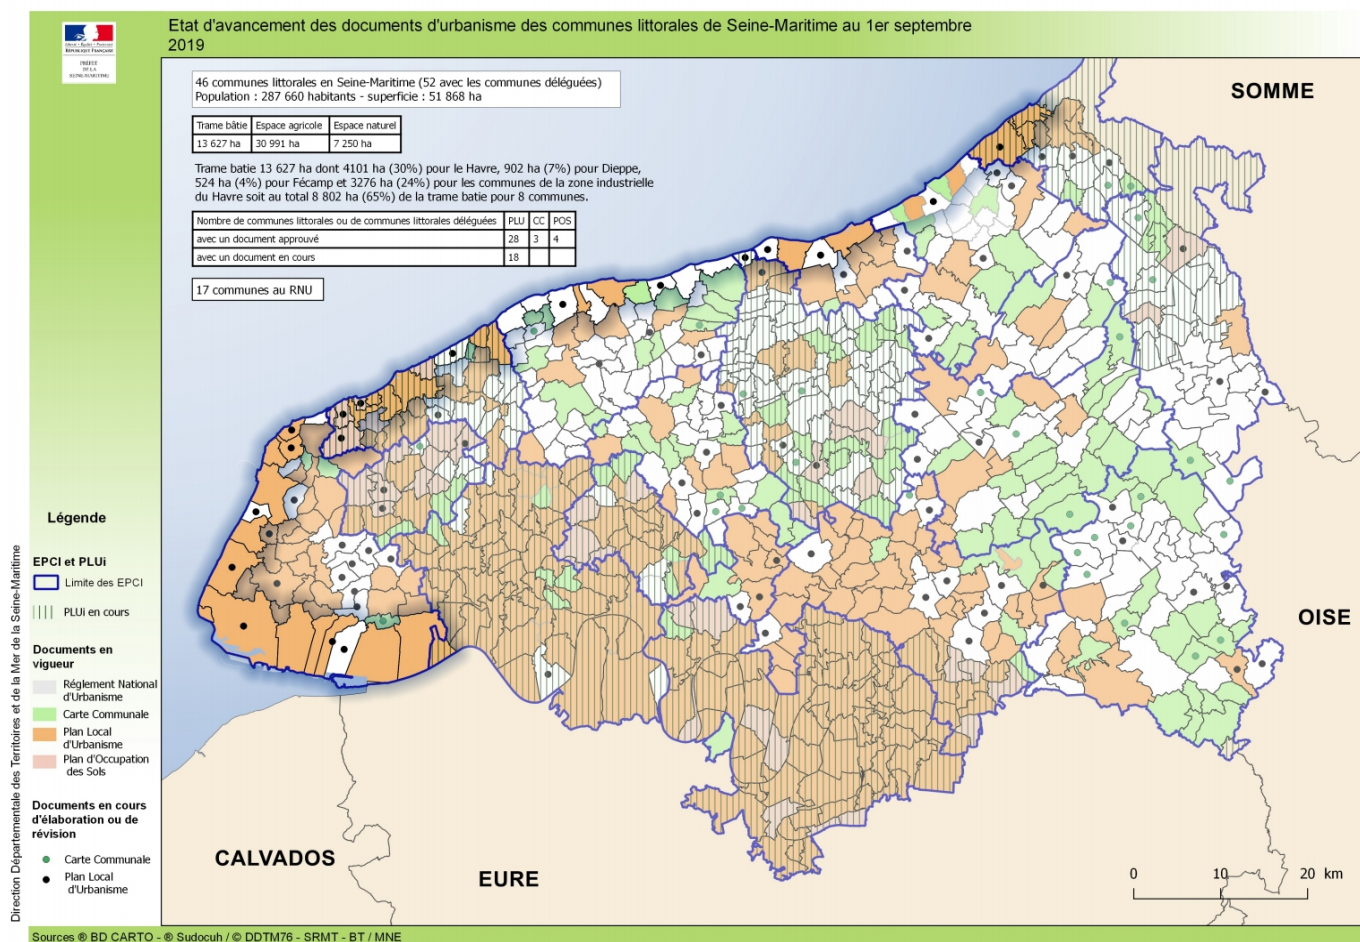 Etat d'avancement des documents d'urbanisme des communes littorales de Seine-Maritime au 1er septembre
2019
Liberté • Égalité • Fraternité
RÉPUBLIQUE FRANÇAISE
PRÉFET
DE LA
SEINE-MARITIME
46 communes littorales en Seine-Maritime (52 avec les communes déléguées)
Population : 287 660 habitants - superficie : 51 868 ha
Trame bâtie Espace agricole Espace naturel
13 627 ha 30 991 ha 7 250 ha
Trame batie 13 627 ha dont 4101 ha (30%) pour le Havre, 902 ha (7%) pour Dieppe,
524 ha (4%) pour Fécamp et 3276 ha (24%) pour les communes de la zone industrielle
du Havre soit au total 8 802 ha (65%) de la trame batie pour 8 communes.
Nombre de communes littorales ou de communes littorales déléguées PLU CC POS
avec un document approuvé 28 3 4
avec un document en cours 18
17 communes au RNU
SOMME
OISE
EURE
CALVADOS
0 10 20 km
Légende
EPCI et PLUi
Limite des EPCI
PLUi en cours
Documents en
vigueur
Réglement National
d'Urbanisme
Carte Communale
Plan Local
d'Urbanisme
Plan d'Occupation
des Sols
Documents en cours
d'élaboration ou de
révision
Carte Communale
Plan Local
d'Urbanisme
Direction Départementale des Territoires et de la Mer de la Seine-Maritime
Sources ® BD CARTO - ® Sudocuh / © DDTM76 - SRMT - BT / MNE